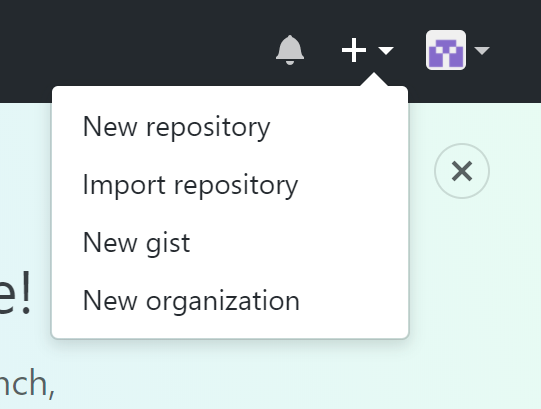 New repository
Import repository
New gist
e!
New organization
nch,